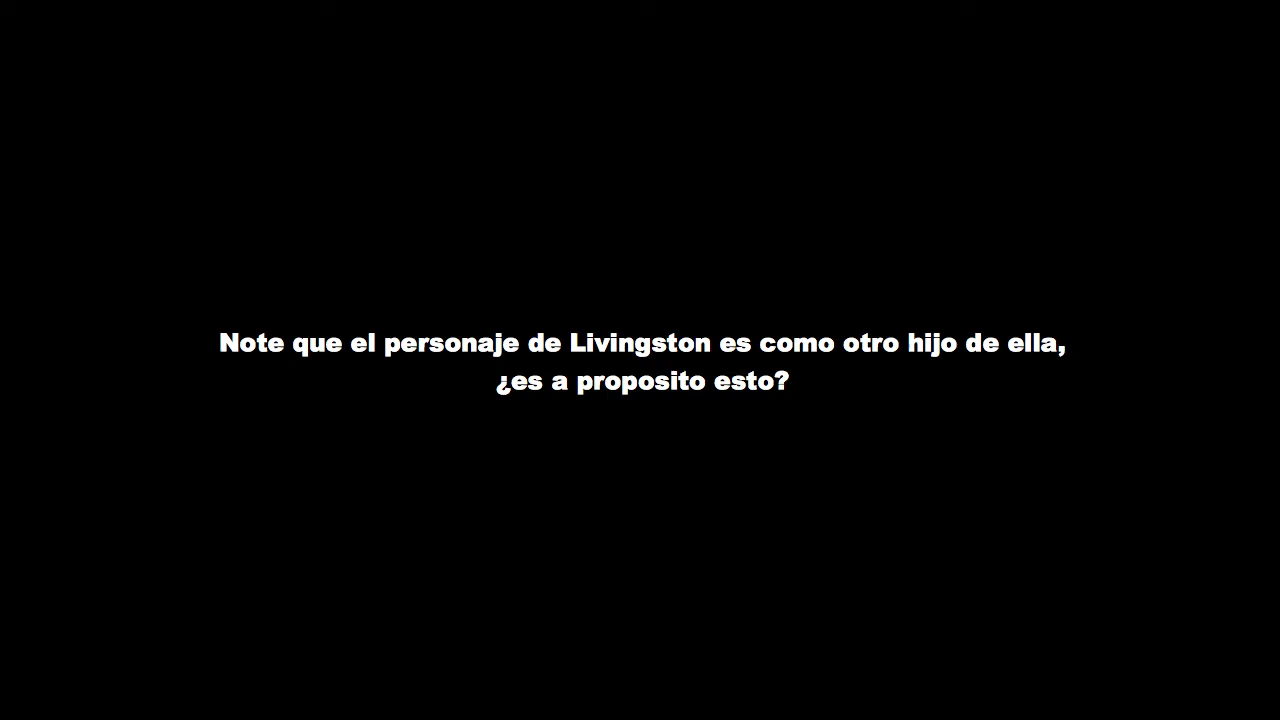 Note que el personaje de Livingston es como otro hijo de ella,
¿es a proposito esto?